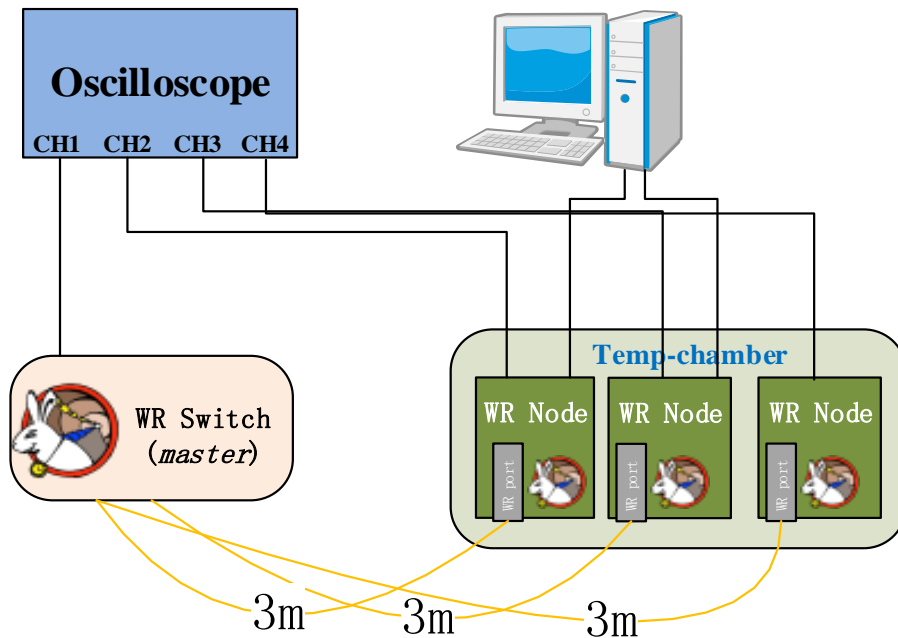 Oscilloscope
CH1 CH2 CH3 CH4
Temp-chamber
WR Switch
(master)
WR Node
WR Node
WR Node
WR port
WR port
WR port
3m
3m
3m